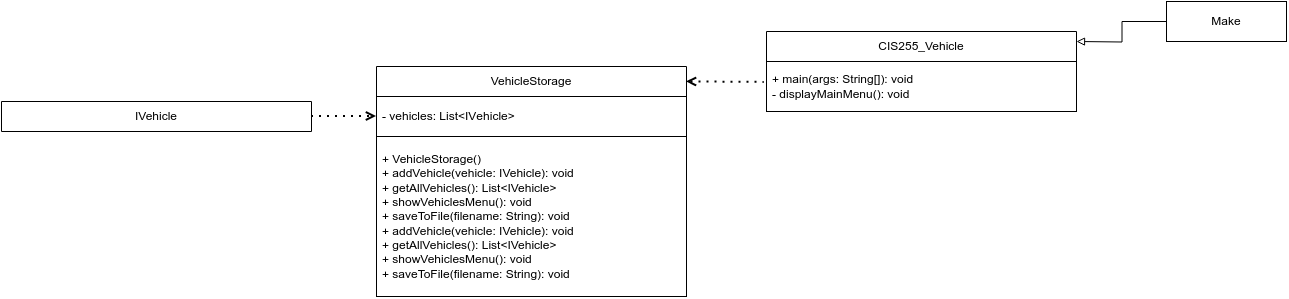 Make
CIS255_Vehicle
+ main(args: String[]): void
- displayMainMenu(): void
VehicleStorage
- vehicles: List<IVehicle>
+ VehicleStorage()
+ addVehicle(vehicle: IVehicle): void
+ getAllVehicles(): List<IVehicle>
+ showVehiclesMenu(): void
+ saveToFile(filename: String): void
+ addVehicle(vehicle: IVehicle): void
+ getAllVehicles(): List<IVehicle>
+ showVehiclesMenu(): void
+ saveToFile(filename: String): void
IVehicle